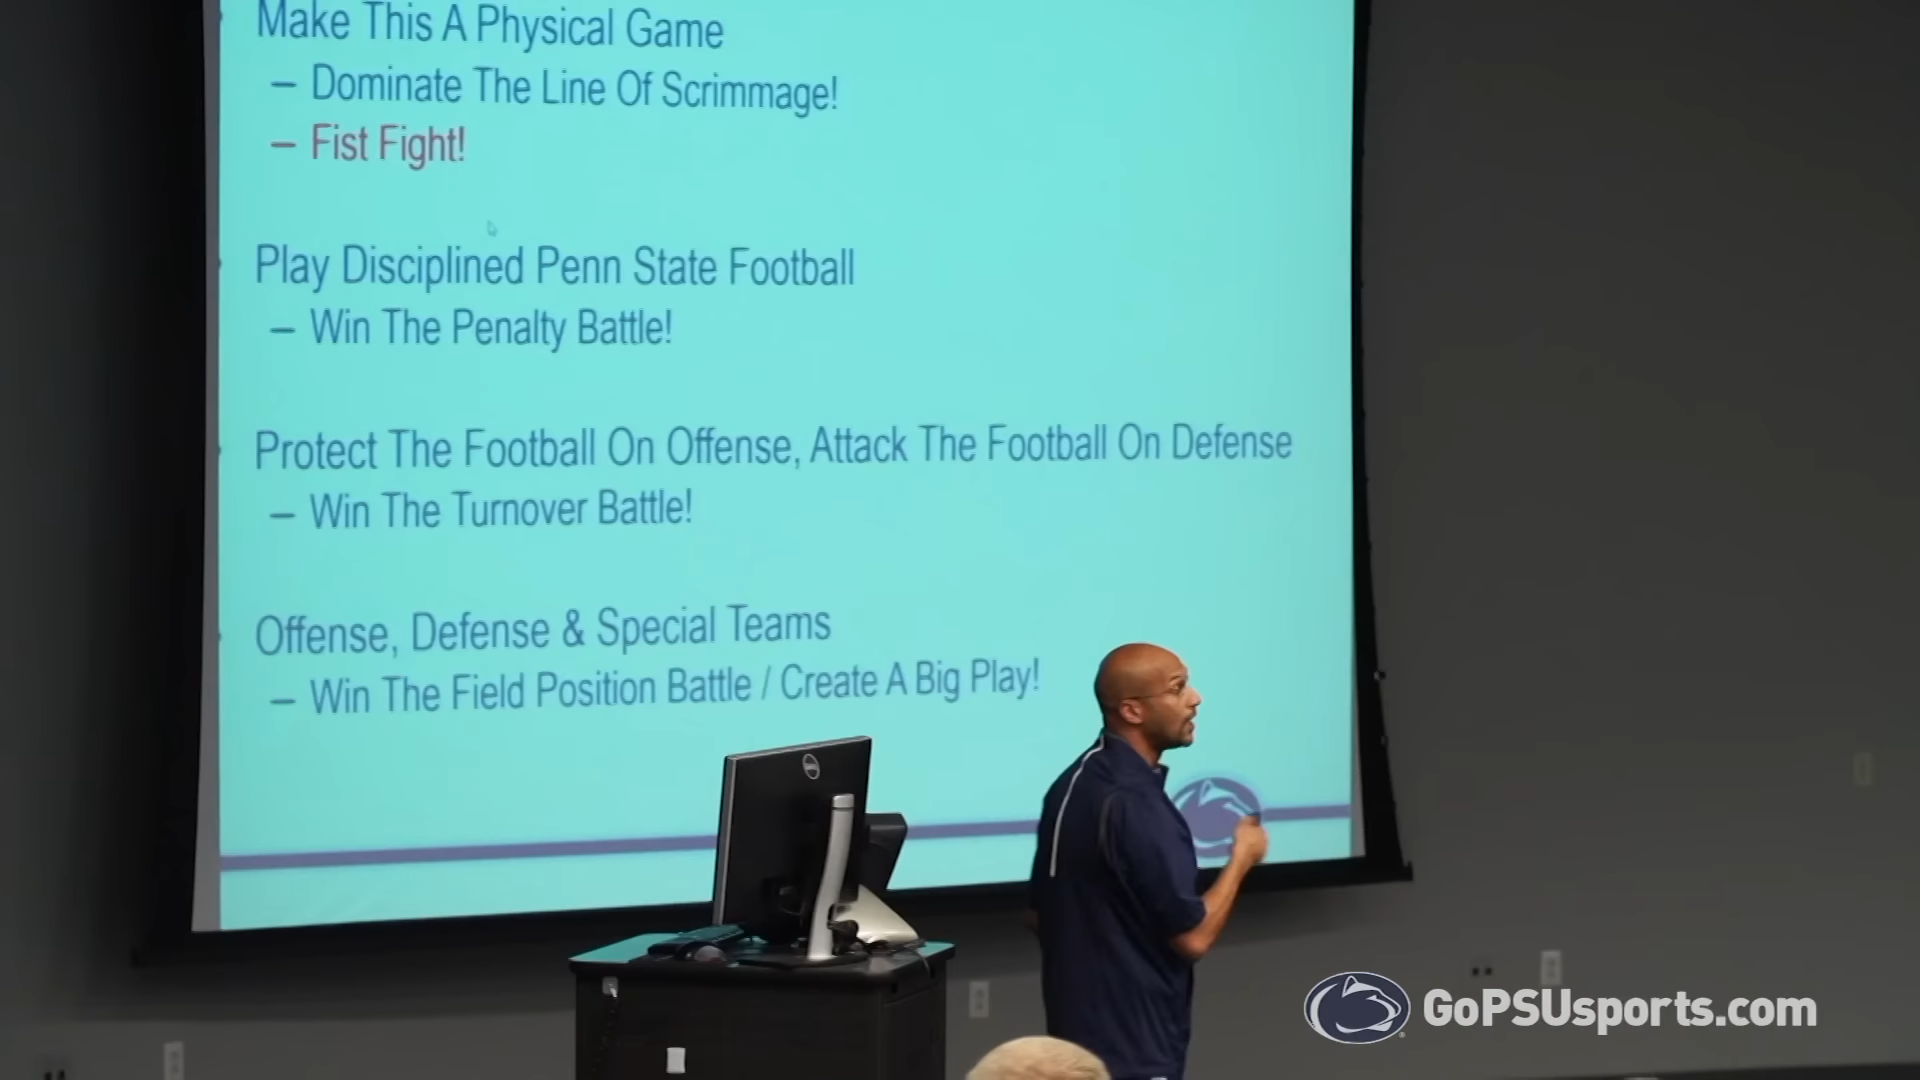 Make This A Physical Game
– Dominate The Line Of Scrimmage!
– Fist Fight!
Play Disciplined Penn State Football
– Win The Penalty Battle!
Protect The Football On Offense, Attack The Football On Defense
– Win The Turnover Battle!
Offense, Defense & Special Teams
– Win The Field Position Battle / Create A Big Play!
GoPSUsports.com